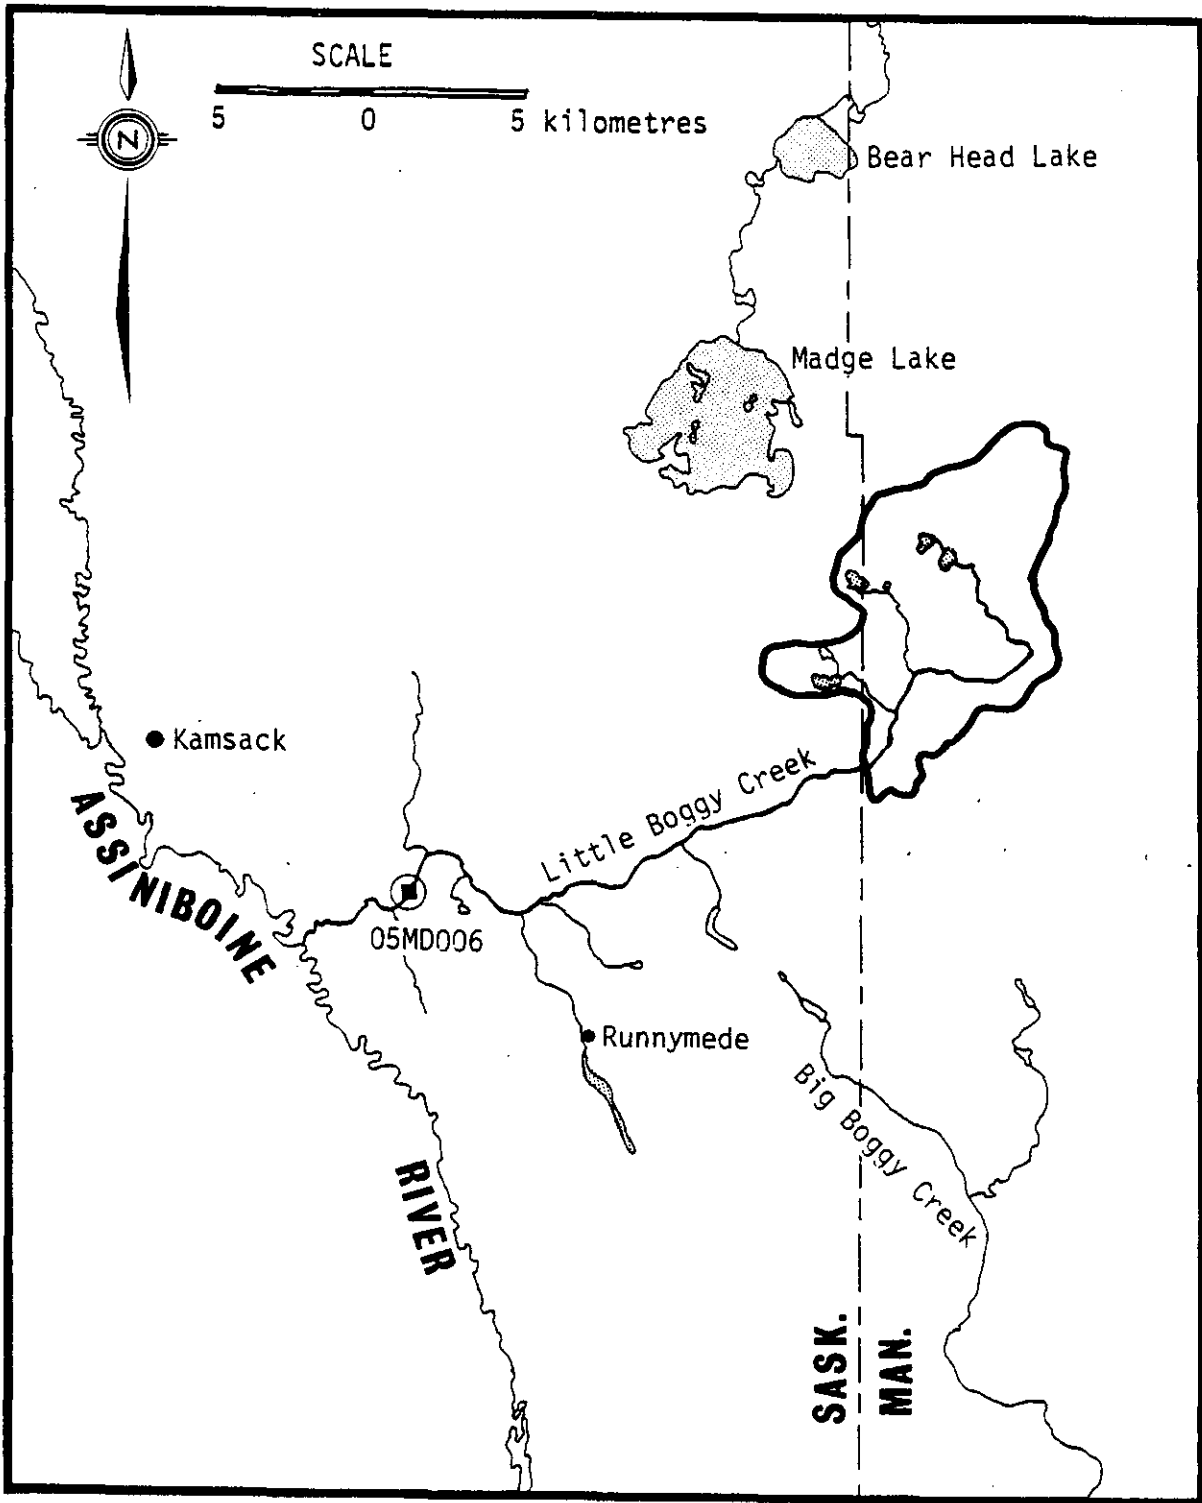 SCALE
5 0 5 kilometres
N
Bear Head Lake
Madge Lake
Kamsack
Little Boggy Creek
ASSINIBOINE
05MD006
Runnymede
Big Boggy Creek
RIVER
SASK.
MAN.